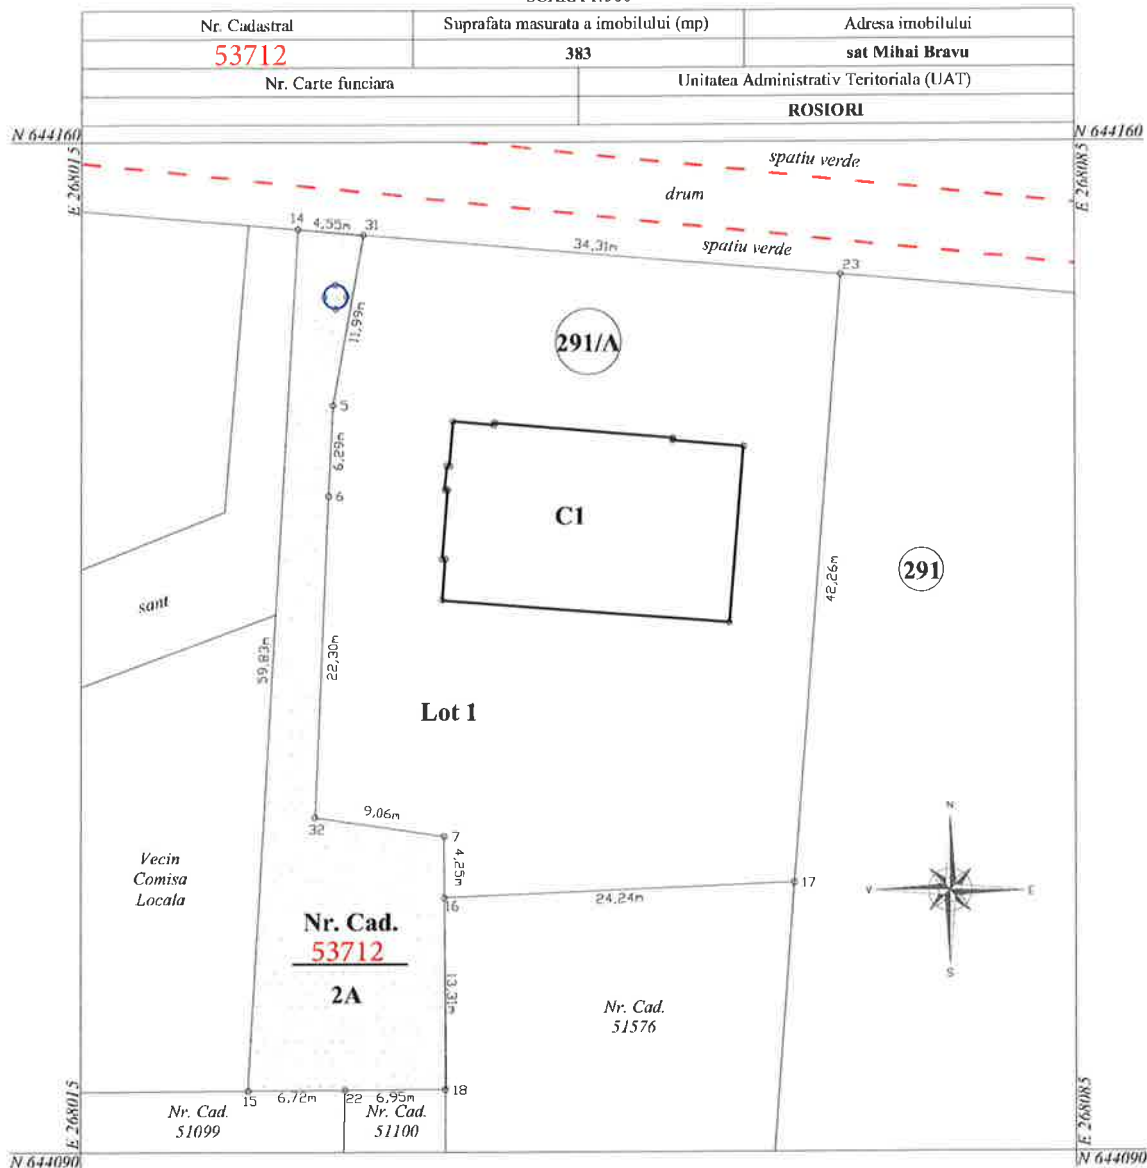 Nr. Cadastral
Suprafata masurata a imobilului (mp)
Adresa imobilului
53712
383
sat Mihai Bravu
Nr. Carte funciara
Unitatea Administrativ Teritoriala (UAT)
ROSIORI
N 644160
N 644160
E 268015
E 268085
spatiu verde
drum
spatiu verde
14
4,55m
31
34,31m
23
11,99m
291/A
5
6,29m
6
C1
291
42,26m
sant
59,83m
22,30m
Lot 1
9,06m
32
7
4,25m
Vecin
Comisa
Locala
16
24,24m
17
N
V
E
S
Nr. Cad.
53712
2A
13,31m
Nr. Cad.
51576
15
6,72m
22
6,95m
18
Nr. Cad.
51099
Nr. Cad.
51100
E 268015
E 268085
N 644090
N 644090